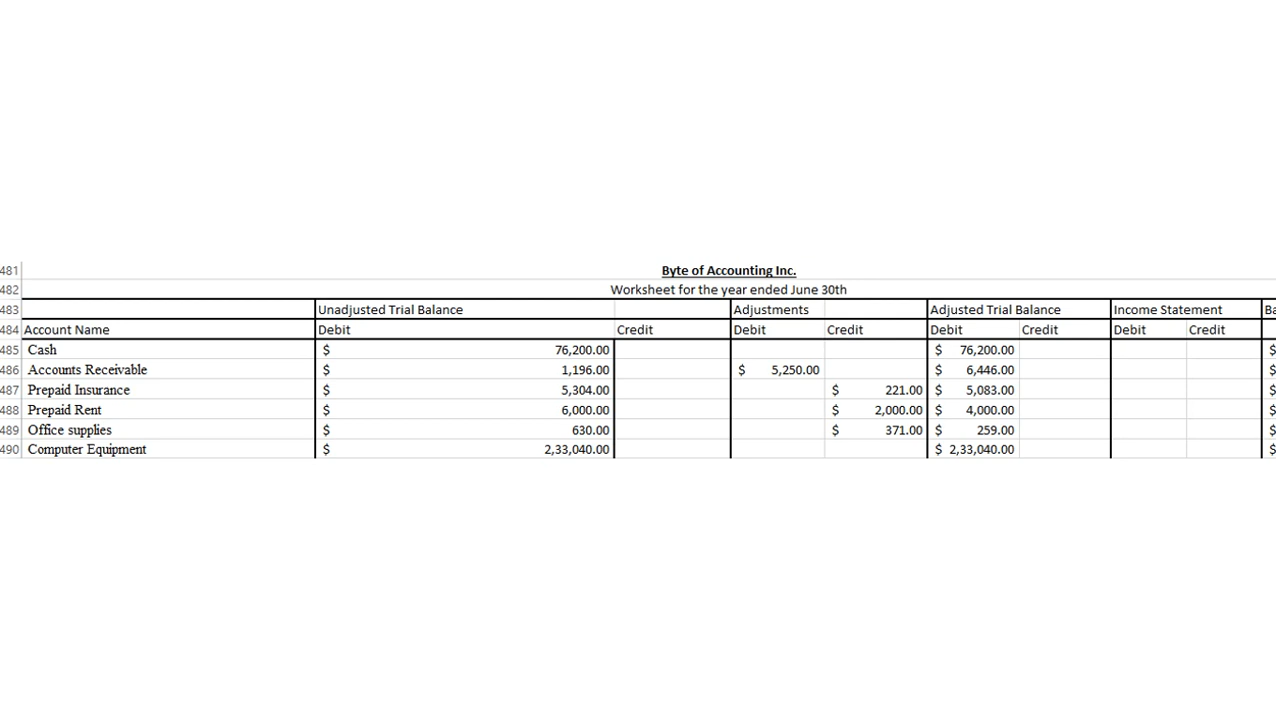 481 Byte of Accounting Inc.
482 Worksheet for the year ended June 30th
483 Unadjusted Trial Balance Adjustments Adjusted Trial Balance Income Statement Ba
484 Account Name Debit Credit Debit Credit Debit Credit Debit Credit
485 Cash $ 76,200.00 $ 76,200.00 $
486 Accounts Receivable $ 1,196.00 $ 5,250.00 $ 6,446.00 $
487 Prepaid Insurance $ 5,304.00 $ 221.00 $ 5,083.00 $
488 Prepaid Rent $ 6,000.00 $ 2,000.00 $ 4,000.00 $
489 Office supplies $ 630.00 $ 371.00 $ 259.00 $
490 Computer Equipment $ 2,33,040.00 $ 2,33,040.00 $